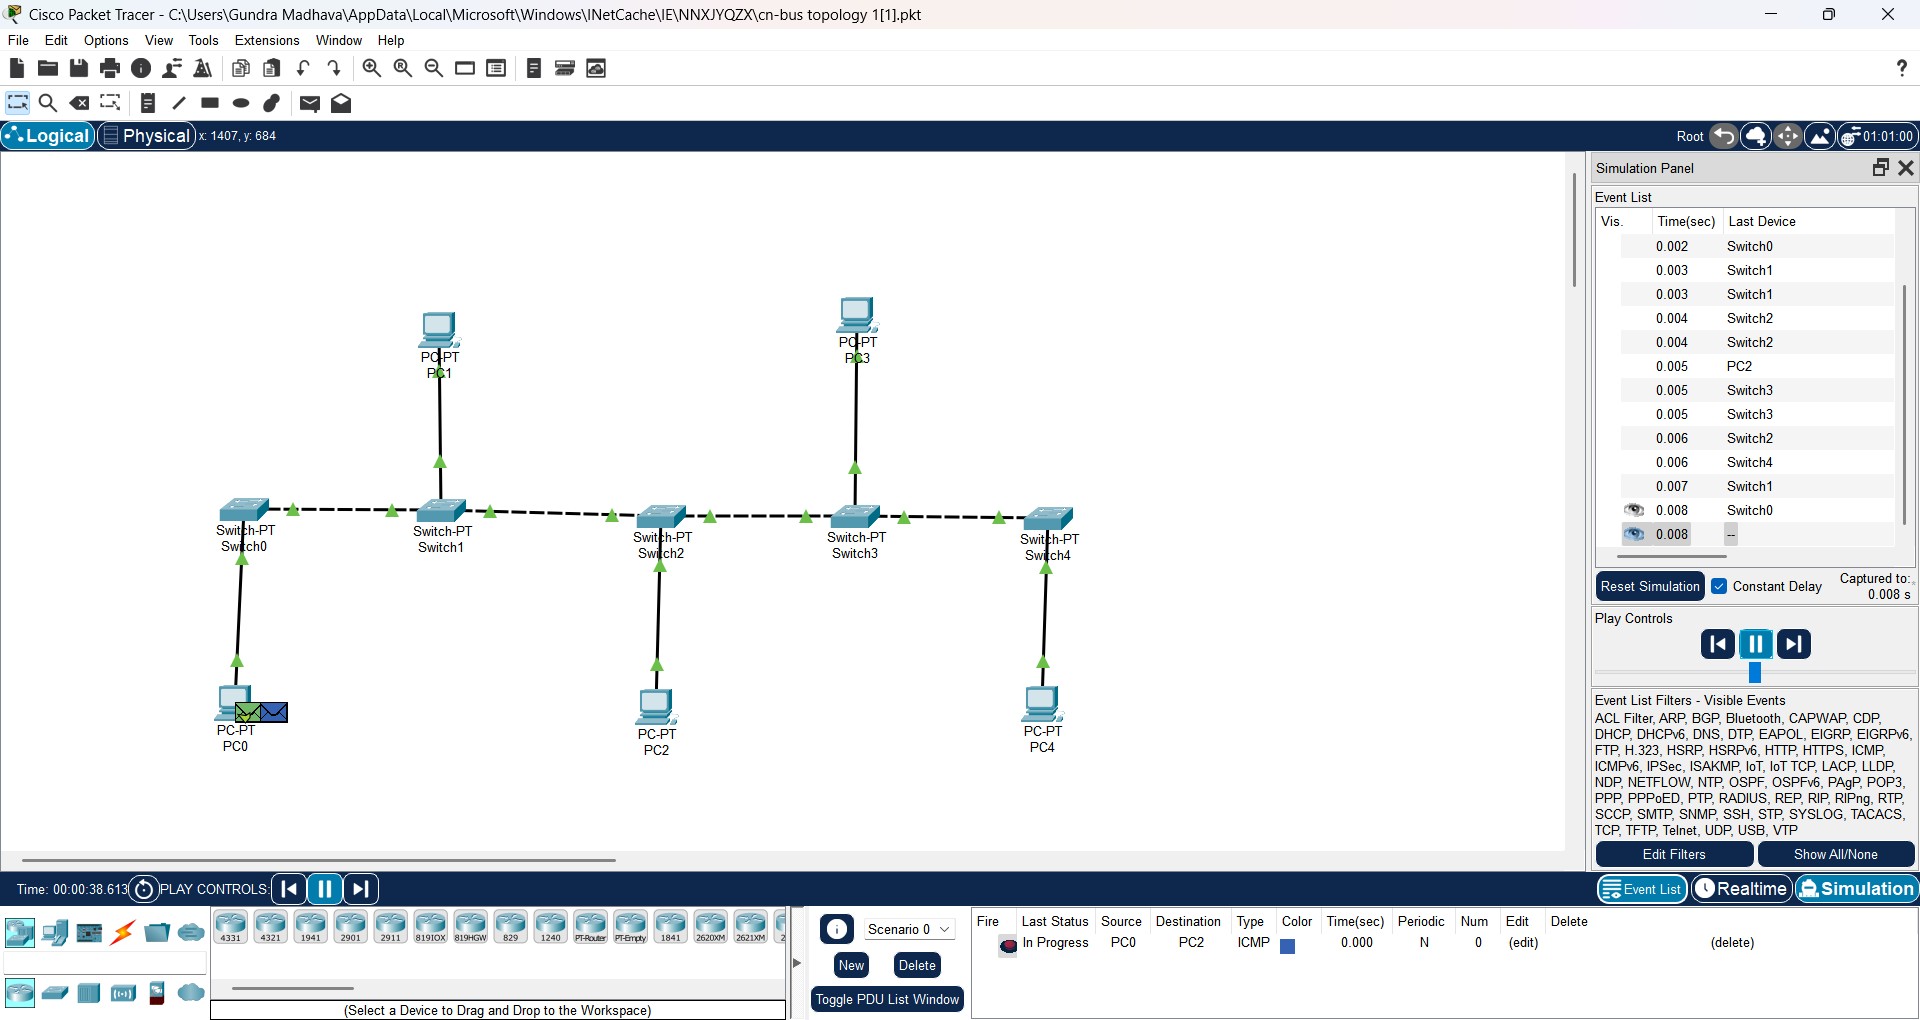 Cisco Packet Tracer - C:\Users\Gundra Madhava\AppData\Local\Microsoft\Windows\INetCache\IE\NNXJYQZX\cn-bus topology 1[1].pkt
File Edit Options View Tools Extensions Window Help
?
Logical Physical x: 1407, y: 684 Root 01:01:00
Simulation Panel
Event List
Vis. Time(sec) Last Device
0.002 Switch0
0.003 Switch1
0.003 Switch1
0.004 Switch2
0.004 Switch2
0.005 PC2
0.005 Switch3
0.005 Switch3
0.006 Switch2
0.006 Switch4
0.007 Switch1
0.008 Switch0
0.008 --
Reset Simulation Constant Delay Captured to:
0.008 s
Play Controls
Event List Filters - Visible Events
ACL Filter, ARP, BGP, Bluetooth, CAPWAP, CDP,
DHCP, DHCPv6, DNS, DTP, EAPOL, EIGRP, EIGRPv6,
FTP, H.323, HSRP, HSRPv6, HTTP, HTTPS, ICMP,
ICMPv6, IPSec, ISAKMP, IoT, IoT TCP, LACP, LLDP,
NDP, NETFLOW, NTP, OSPF, OSPFv6, PAgP, POP3,
PPP, PPPoED, PTP, RADIUS, REP, RIP, RIPng, RTP,
SCCP, SMTP, SNMP, SSH, STP, SYSLOG, TACACS,
TCP, TFTP, Telnet, UDP, USB, VTP
Edit Filters Show All/None
PC-PT
PC1
PC-PT
PC3
Switch-PT
Switch0
Switch-PT
Switch1
Switch-PT
Switch2
Switch-PT
Switch3
Switch-PT
Switch4
PC-PT
PC0
PC-PT
PC2
PC-PT
PC4
Time: 00:00:38.613 PLAY CONTROLS: Event List Realtime Simulation
4331 4321 1941 2901 2911 819IOX 819HGW 829 1240 PT-Router PT-Empty 1841 2620XM 2621XM 2
(Select a Device to Drag and Drop to the Workspace)
Scenario 0
New Delete
Toggle PDU List Window
Fire Last Status Source Destination Type Color Time(sec) Periodic Num Edit Delete
In Progress PC0 PC2 ICMP 0.000 N 0 (edit) (delete)